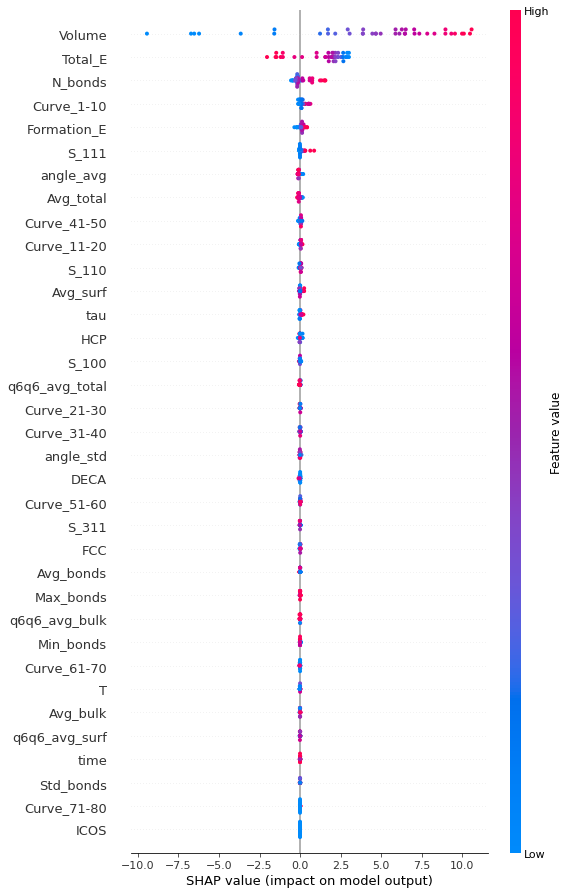 High
Volume
Total_E
N_bonds
Curve_1-10
Formation_E
S_111
angle_avg
Avg_total
Curve_41-50
Curve_11-20
S_110
Avg_surf
tau
HCP
S_100
q6q6_avg_total
Curve_21-30
Curve_31-40
angle_std
DECA
Curve_51-60
S_311
FCC
Avg_bonds
Max_bonds
q6q6_avg_bulk
Min_bonds
Curve_61-70
T
Avg_bulk
q6q6_avg_surf
time
Std_bonds
Curve_71-80
ICOS
Feature value
Low
−10.0 −7.5 −5.0 −2.5 0.0 2.5 5.0 7.5 10.0
SHAP value (impact on model output)